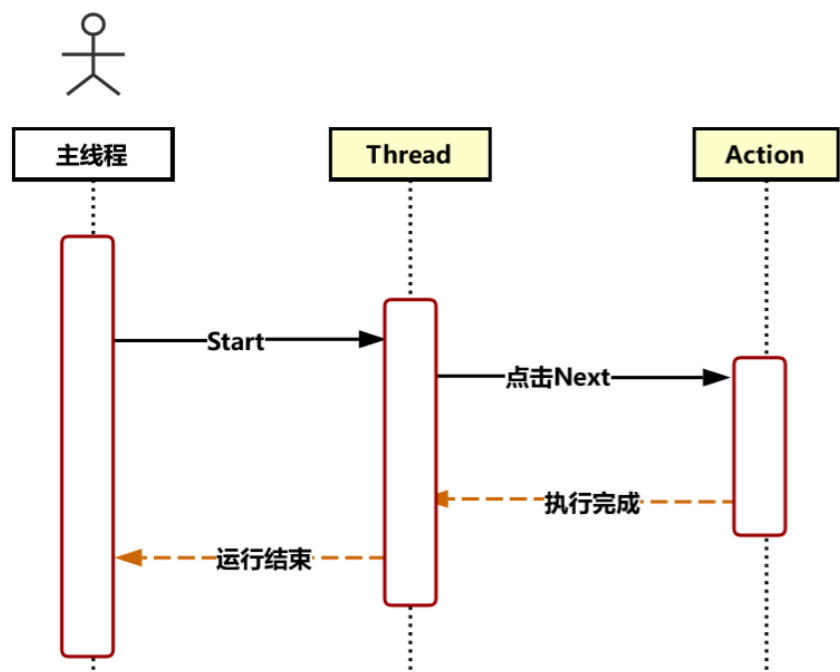 主线程
Thread
Action
Start
点击Next
执行完成
运行结束